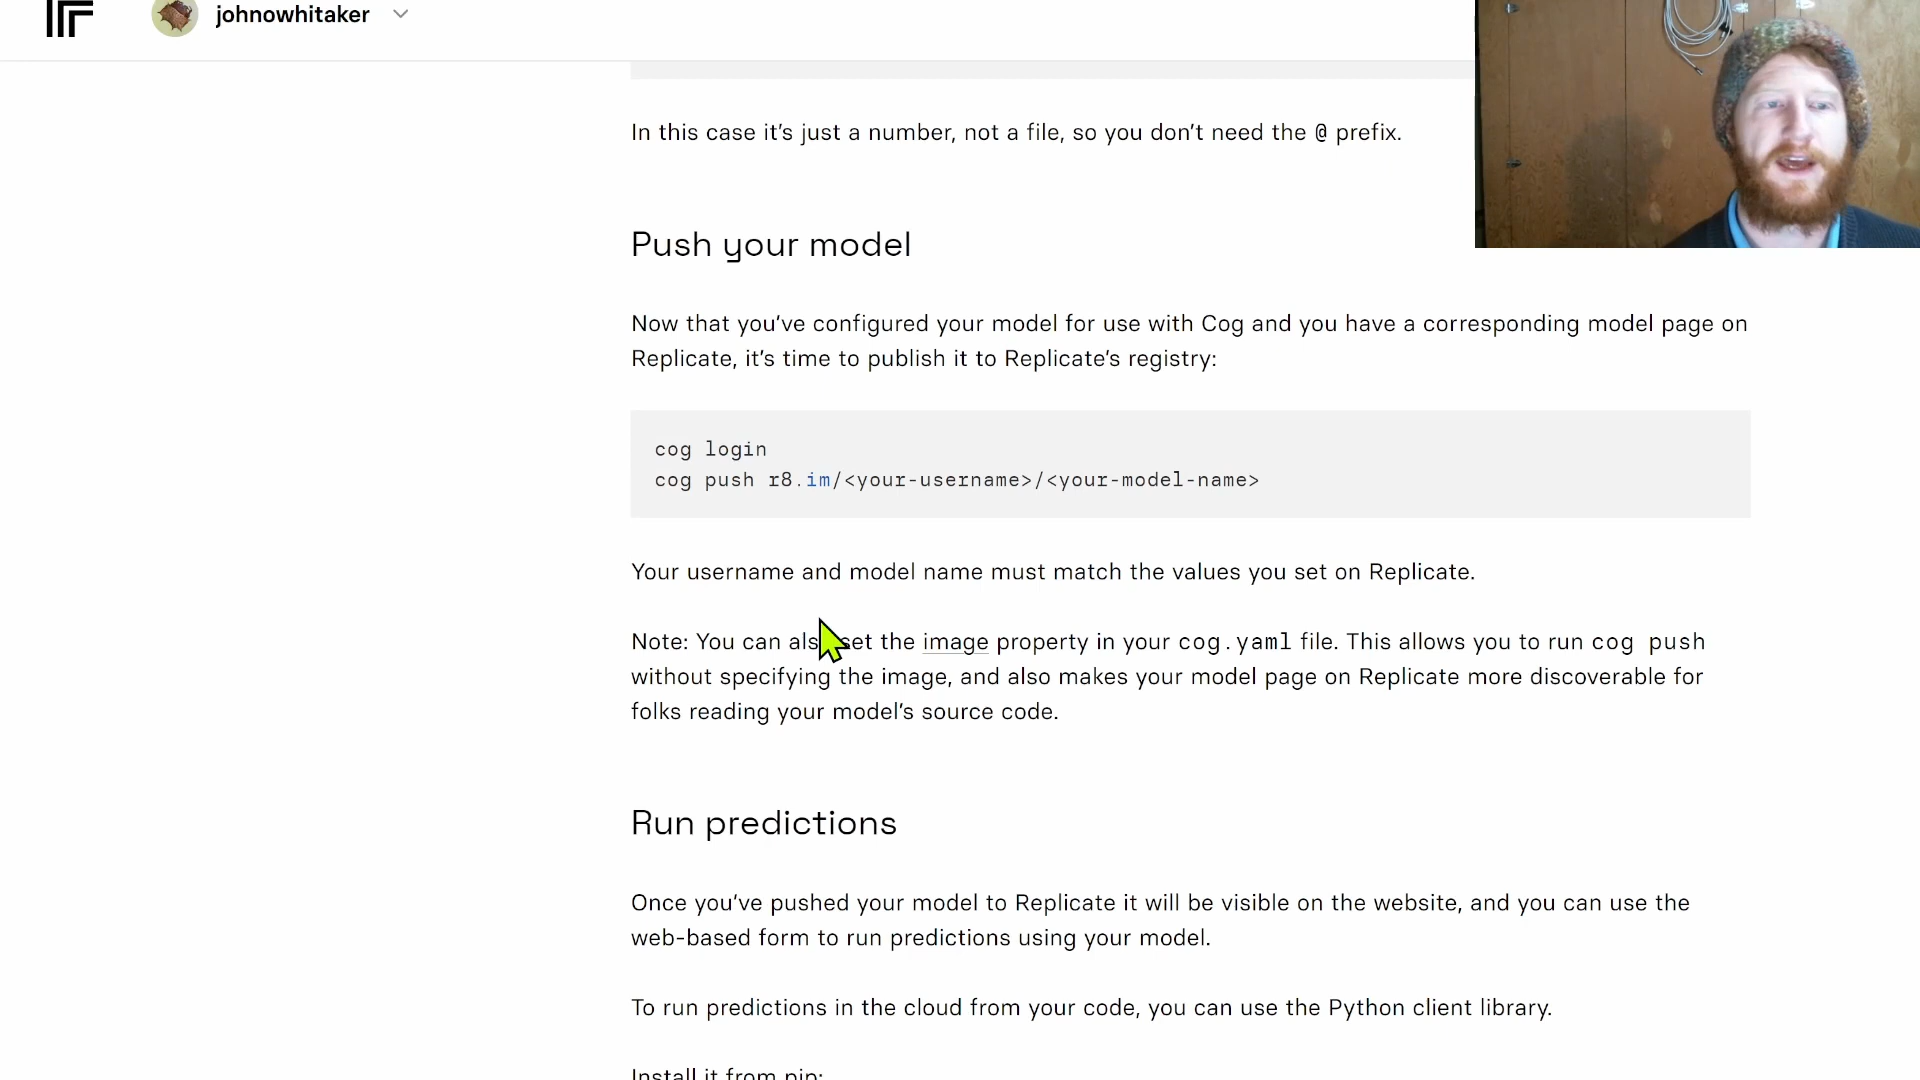 johnowhitaker
In this case it’s just a number, not a file, so you don’t need the @ prefix.
Push your model
Now that you’ve configured your model for use with Cog and you have a corresponding model page on
Replicate, it’s time to publish it to Replicate’s registry:
cog login
cog push r8.im/<your-username>/<your-model-name>
Your username and model name must match the values you set on Replicate.
Note: You can als et the image property in your cog.yaml file. This allows you to run cog push
without specifying the image, and also makes your model page on Replicate more discoverable for
folks reading your model’s source code.
Run predictions
Once you’ve pushed your model to Replicate it will be visible on the website, and you can use the
web-based form to run predictions using your model.
To run predictions in the cloud from your code, you can use the Python client library.
Install it from pip: